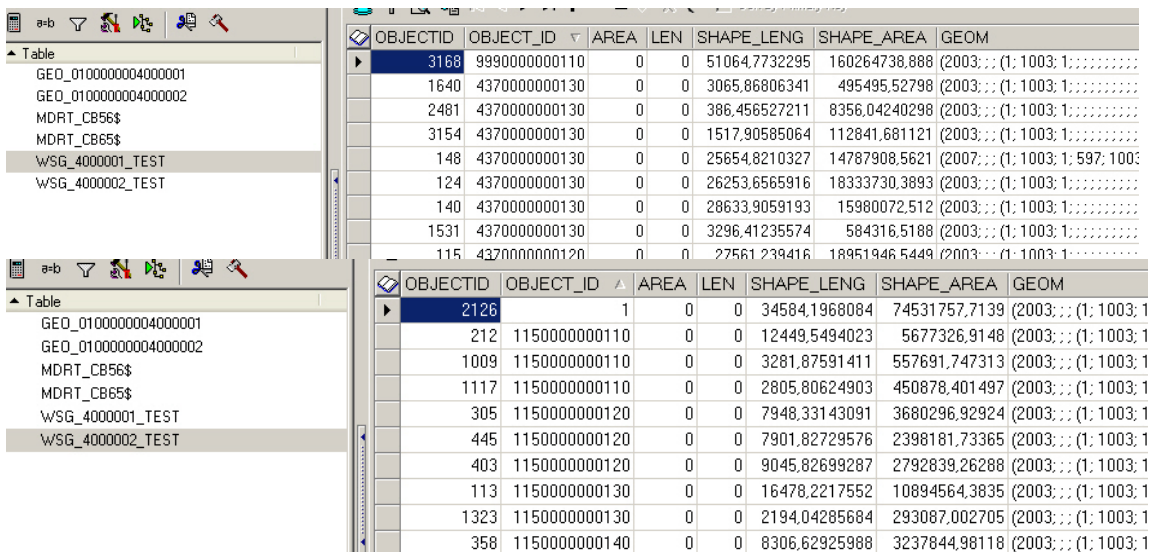 a=b
OBJECTID OBJECT_ID AREA LEN SHAPE_LENG SHAPE_AREA GEOM
Table
GEO_0100000004000001
GEO_0100000004000002
MDRT_CB56$
MDRT_CB65$
WSG_4000001_TEST
WSG_4000002_TEST
3168 9990000000110 0 0 51064,7732295 160264738,888 (2003; ; ; (1; 1003; 1; ; ; ; ; ; ; ; ; ;
1640 4370000000130 0 0 3065,86806341 495495,52798 (2003; ; ; (1; 1003; 1; ; ; ; ; ; ; ; ; ;
2481 4370000000130 0 0 386,456527211 8356,04240298 (2003; ; ; (1; 1003; 1; ; ; ; ; ; ; ; ; ;
3154 4370000000130 0 0 1517,90585064 112841,681121 (2003; ; ; (1; 1003; 1; ; ; ; ; ; ; ; ; ;
148 4370000000130 0 0 25654,8210327 14787908,5621 (2007; ; ; (1; 1003; 1; 597; 1003
124 4370000000130 0 0 26253,6565916 18333730,3893 (2003; ; ; (1; 1003; 1; ; ; ; ; ; ; ; ; ;
140 4370000000130 0 0 28633,9059193 15980072,512 (2003; ; ; (1; 1003; 1; ; ; ; ; ; ; ; ; ;
1531 4370000000130 0 0 3296,41235574 584316,5188 (2003; ; ; (1; 1003; 1; ; ; ; ; ; ; ; ; ;
115 4370000000120 0 0 27561,239416 18951946,5449 (2003; ; ; (1; 1003; 1; ; ; ; ; ; ; ; ; ;
a=b
Table
GEO_0100000004000001
GEO_0100000004000002
MDRT_CB56$
MDRT_CB65$
WSG_4000001_TEST
WSG_4000002_TEST
OBJECTID OBJECT_ID AREA LEN SHAPE_LENG SHAPE_AREA GEOM
2126 1 0 0 34584,1968084 74531757,7139 (2003; ; ; (1; 1003; 1
212 1150000000110 0 0 12449,5494023 5677326,9148 (2003; ; ; (1; 1003; 1
1009 1150000000110 0 0 3281,87591411 557691,747313 (2003; ; ; (1; 1003; 1
1117 1150000000110 0 0 2805,80624903 450878,401497 (2003; ; ; (1; 1003; 1
305 1150000000120 0 0 7948,33143091 3680296,92924 (2003; ; ; (1; 1003; 1
445 1150000000120 0 0 7901,82729576 2398181,73365 (2003; ; ; (1; 1003; 1
403 1150000000120 0 0 9045,82699287 2792839,26288 (2003; ; ; (1; 1003; 1
113 1150000000130 0 0 16478,2217552 10894564,3835 (2003; ; ; (1; 1003; 1
1323 1150000000130 0 0 2194,04285684 293087,002705 (2003; ; ; (1; 1003; 1
358 1150000000140 0 0 8306,62925988 3237844,98118 (2003; ; ; (1; 1003; 1